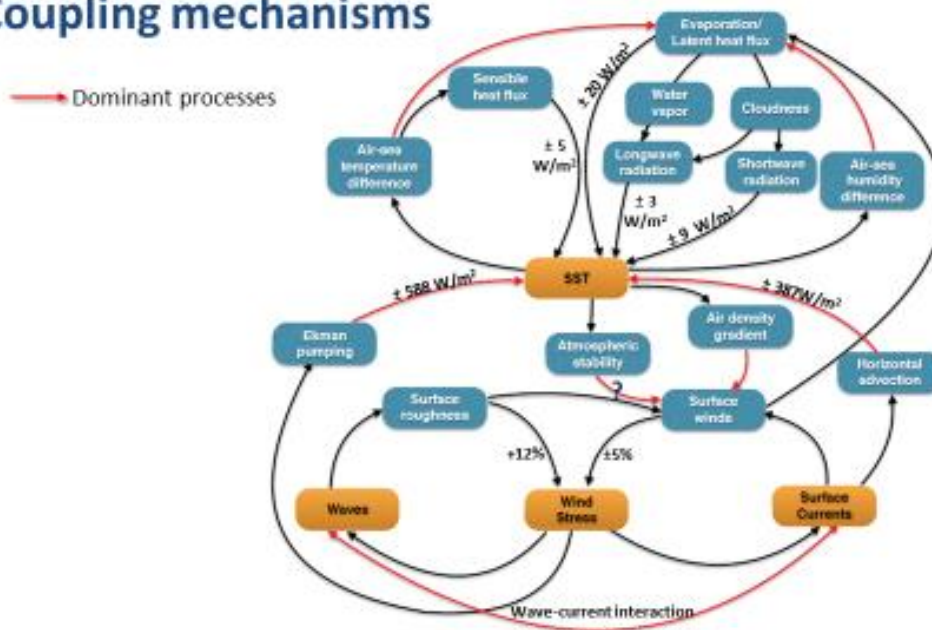 Coupling mechanisms
Dominant processes
Evaporation/
Latent heat flux
Sensible
heat flux
± 20 W/m²
Water
vapor
Cloudness
± 5
W/m²
Air-sea
temperature
difference
Longwave
radiation
Shortwave
radiation
Air-sea
humidity
difference
± 3
W/m²
± 9 W/m²
SST
± 588 W/m²
± 387W/m²
Ekman
pumping
Air density
gradient
Atmospheric
stability
Horizontal
advection
?
Surface
roughness
Surface
winds
+12%
±5%
Waves
Wind
Stress
Surface
Currents
Wave-current interaction